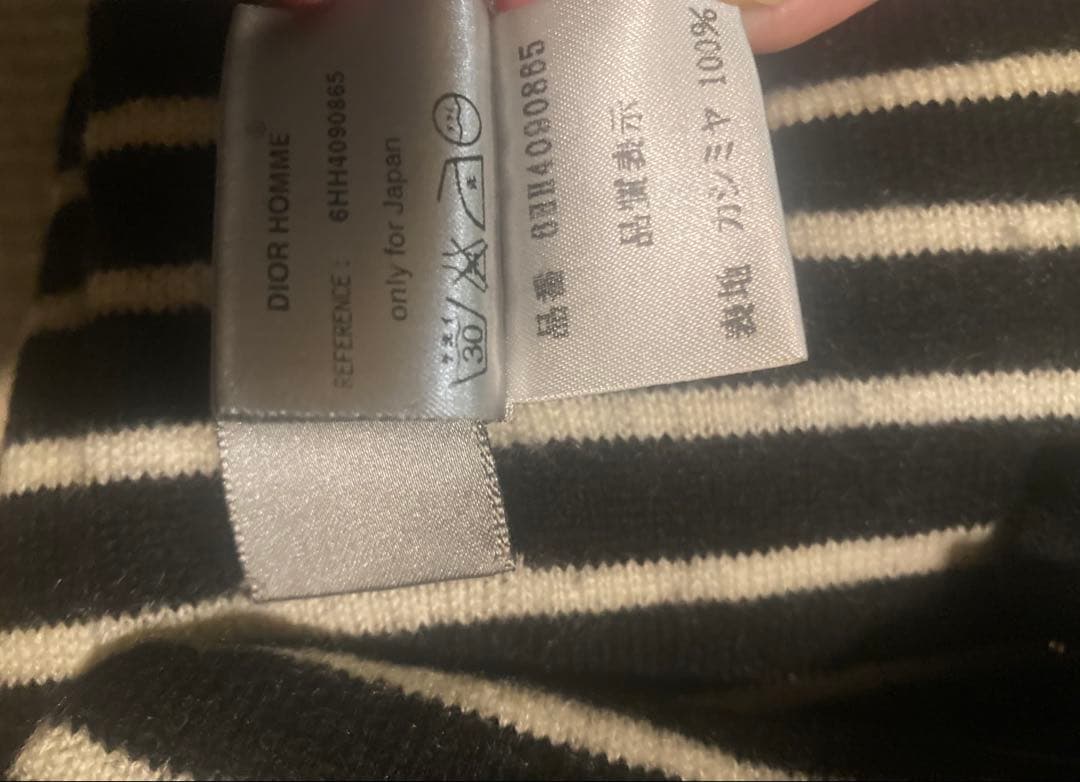 DIOR HOMME®
REFERENCE : 6HH4090865
only for Japan
30
品番
品質表示
表地 カシミヤ 100%